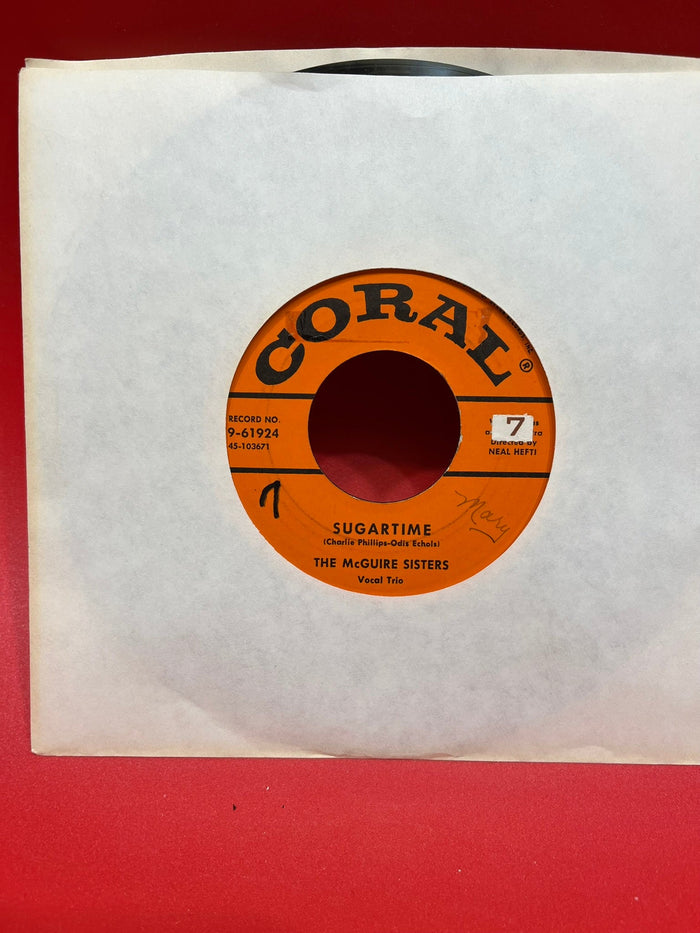 CORAL®
RECORD NO.
9-61924
45-103671
7
Directed by
NEAL HEFTI
7
Mary
SUGARTIME
(Charlie Phillips-Odis Echols)
THE McGUIRE SISTERS
Vocal Trio